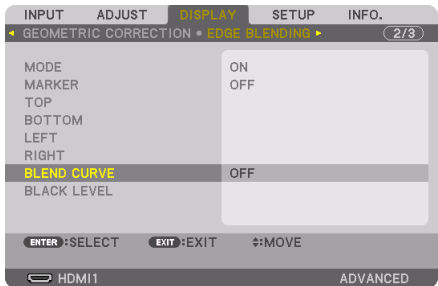 INPUT ADJUST DISPLAY SETUP INFO.
GEOMETRIC CORRECTION • EDGE BLENDING 2/3
MODE ON
MARKER OFF
TOP
BOTTOM
LEFT
RIGHT
BLEND CURVE OFF
BLACK LEVEL
ENTER:SELECT EXIT:EXIT :MOVE
HDMI1 ADVANCED